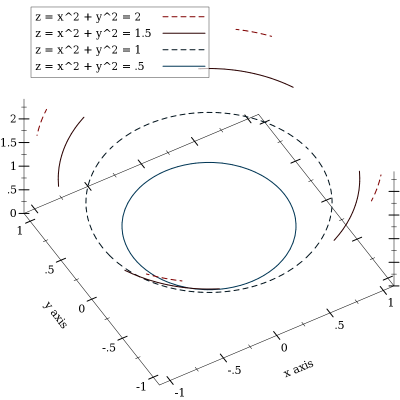 z = x^2 + y^2 = 2
z = x^2 + y^2 = 1.5
z = x^2 + y^2 = 1
z = x^2 + y^2 = .5
2
1.5
1
.5
0
1
.5
0
-.5
-1
y axis
-1
-.5
0
.5
1
x axis